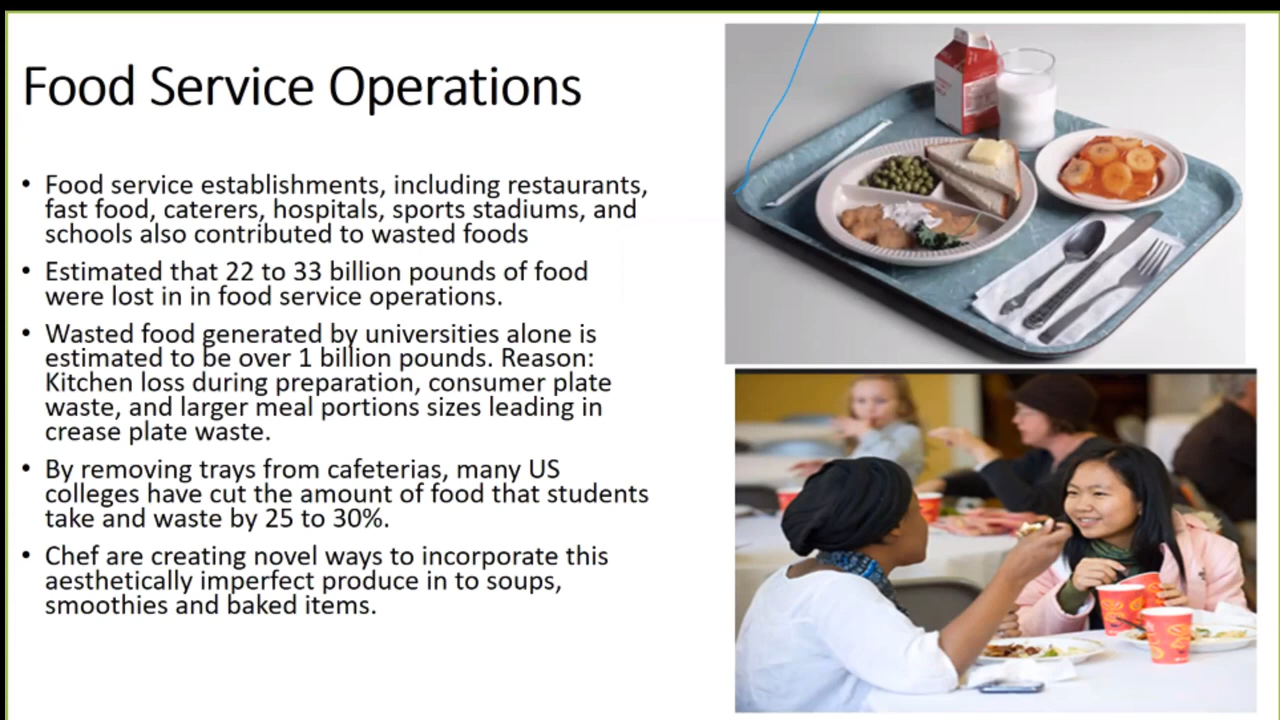 Food Service Operations
• Food service establishments, including restaurants,
fast food, caterers, hospitals, sports stadiums, and
schools also contributed to wasted foods
• Estimated that 22 to 33 billion pounds of food
were lost in in food service operations.
• Wasted food generated by universities alone is
estimated to be over 1 billion pounds. Reason:
Kitchen loss during preparation, consumer plate
waste, and larger meal portions sizes leading in
crease plate waste.
• By removing trays from cafeterias, many US
colleges have cut the amount of food that students
take and waste by 25 to 30%.
• Chef are creating novel ways to incorporate this
aesthetically imperfect produce in to soups,
smoothies and baked items.